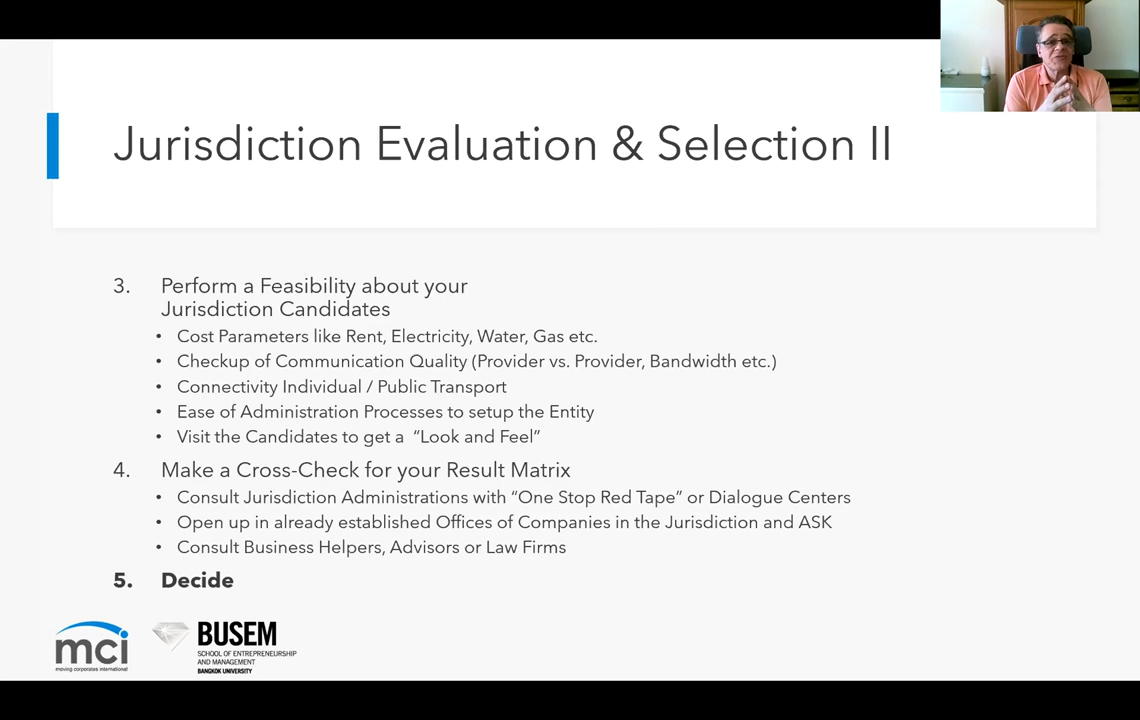 Jurisdiction Evaluation & Selection II
3. Perform a Feasibility about your
Jurisdiction Candidates
• Cost Parameters like Rent, Electricity, Water, Gas etc.
• Checkup of Communication Quality (Provider vs. Provider, Bandwidth etc.)
• Connectivity Individual / Public Transport
• Ease of Administration Processes to setup the Entity
• Visit the Candidates to get a “Look and Feel”
4. Make a Cross-Check for your Result Matrix
• Consult Jurisdiction Administrations with “One Stop Red Tape” or Dialogue Centers
• Open up in already established Offices of Companies in the Jurisdiction and ASK
• Consult Business Helpers, Advisors or Law Firms
5. Decide
mci
moving corporates international
BUSEM
SCHOOL OF ENTREPRENEURSHIP
AND MANAGEMENT
BANGKOK UNIVERSITY